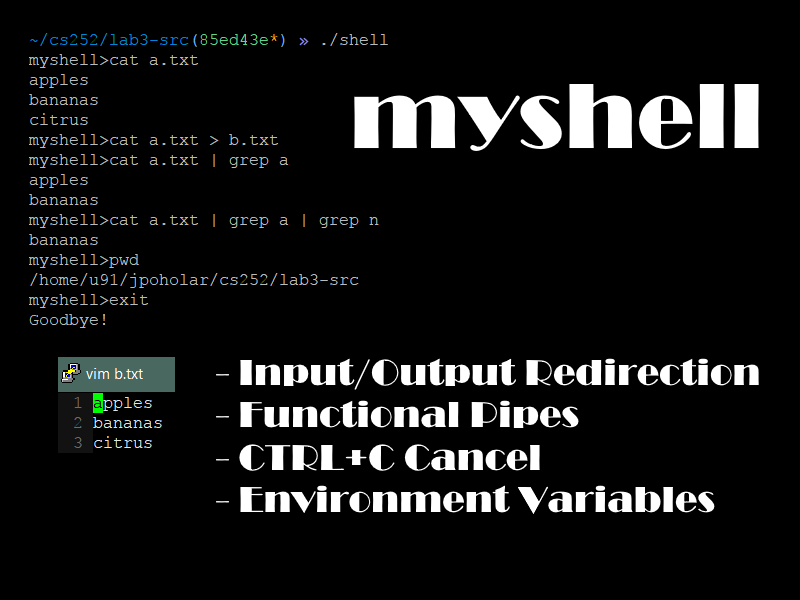 ~/cs252/lab3-src(85ed43e*) » ./shell
myshell>cat a.txt
apples
bananas
citrus
myshell>cat a.txt > b.txt
myshell>cat a.txt | grep a
apples
bananas
myshell>cat a.txt | grep a | grep n
bananas
myshell>pwd
/home/u91/jpoholar/cs252/lab3-src
myshell>exit
Goodbye!
myshell
vim b.txt
1 apples
2 bananas
3 citrus
- Input/Output Redirection
- Functional Pipes
- CTRL+C Cancel
- Environment Variables